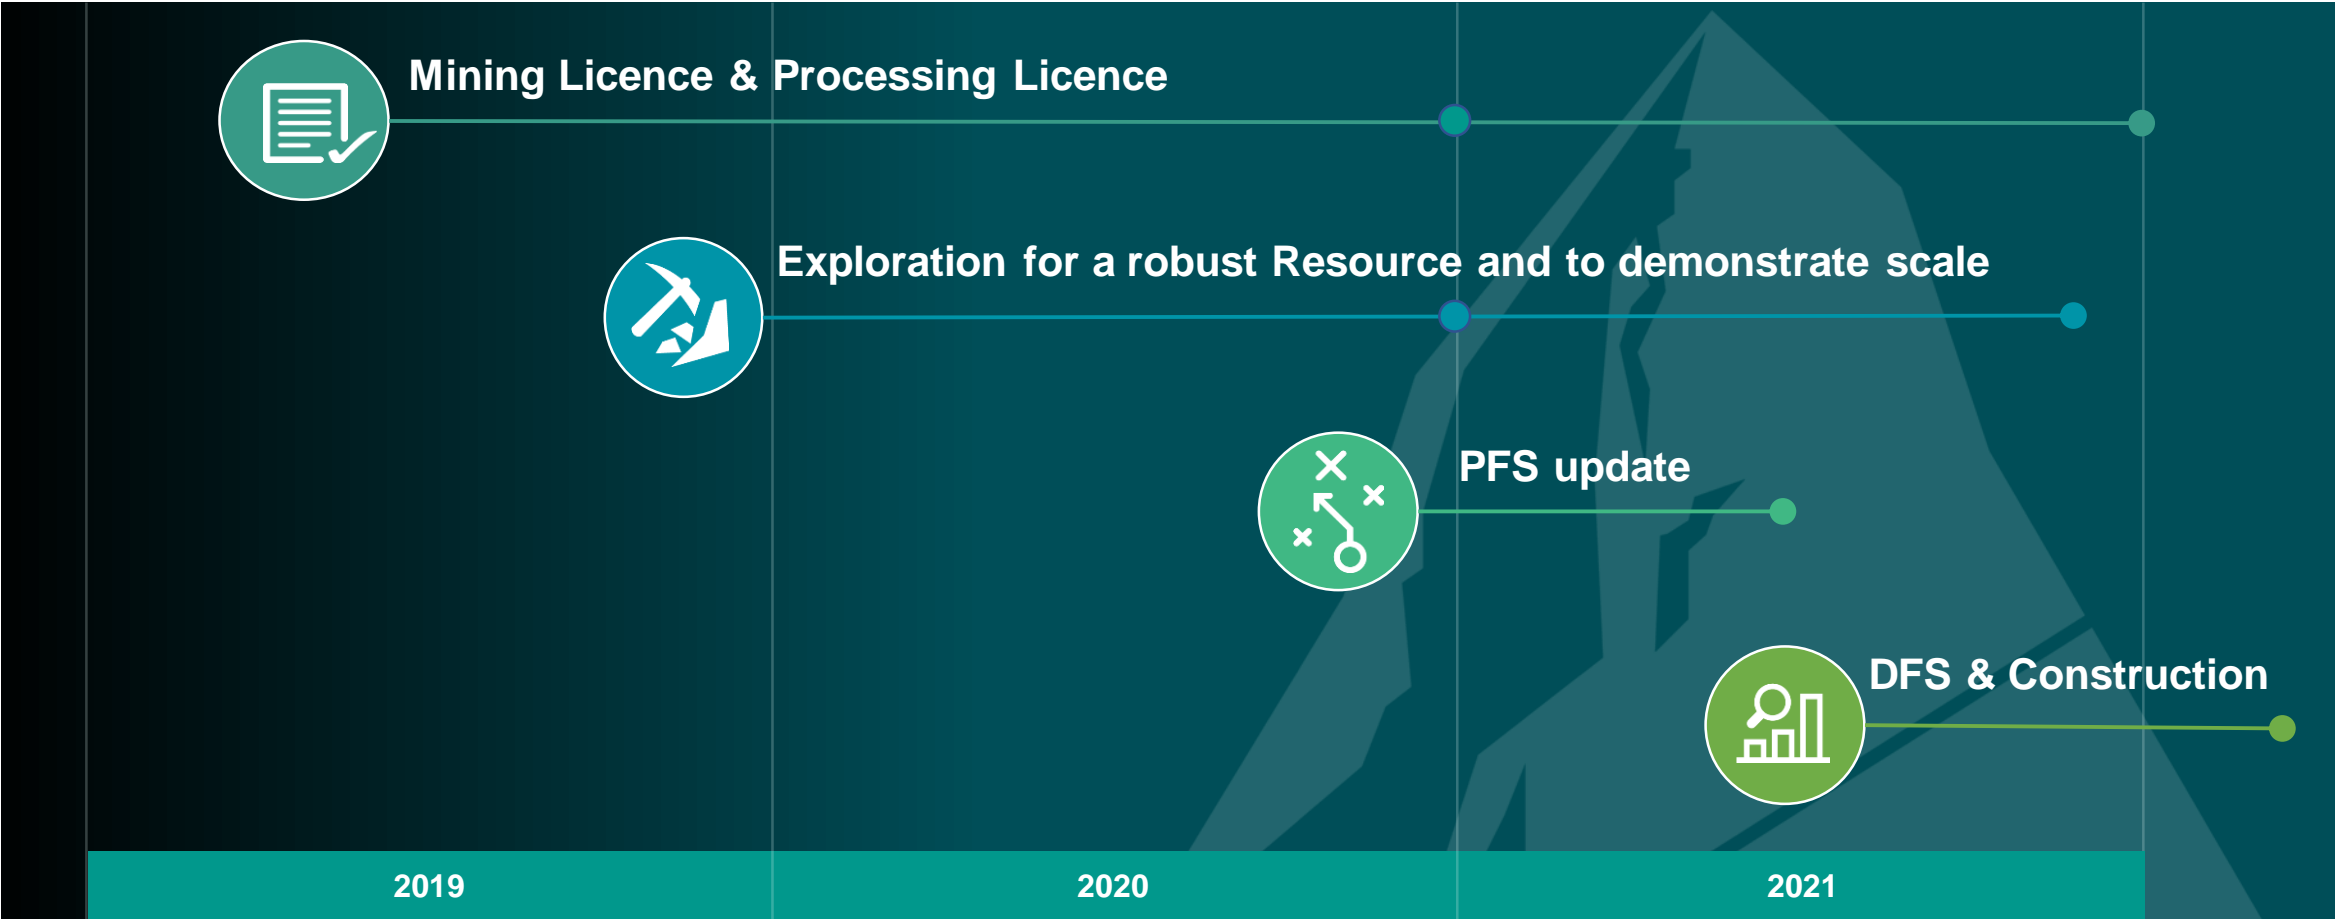 Mining Licence & Processing Licence
Exploration for a robust Resource and to demonstrate scale
PFS update
DFS & Construction
2019
2020
2021